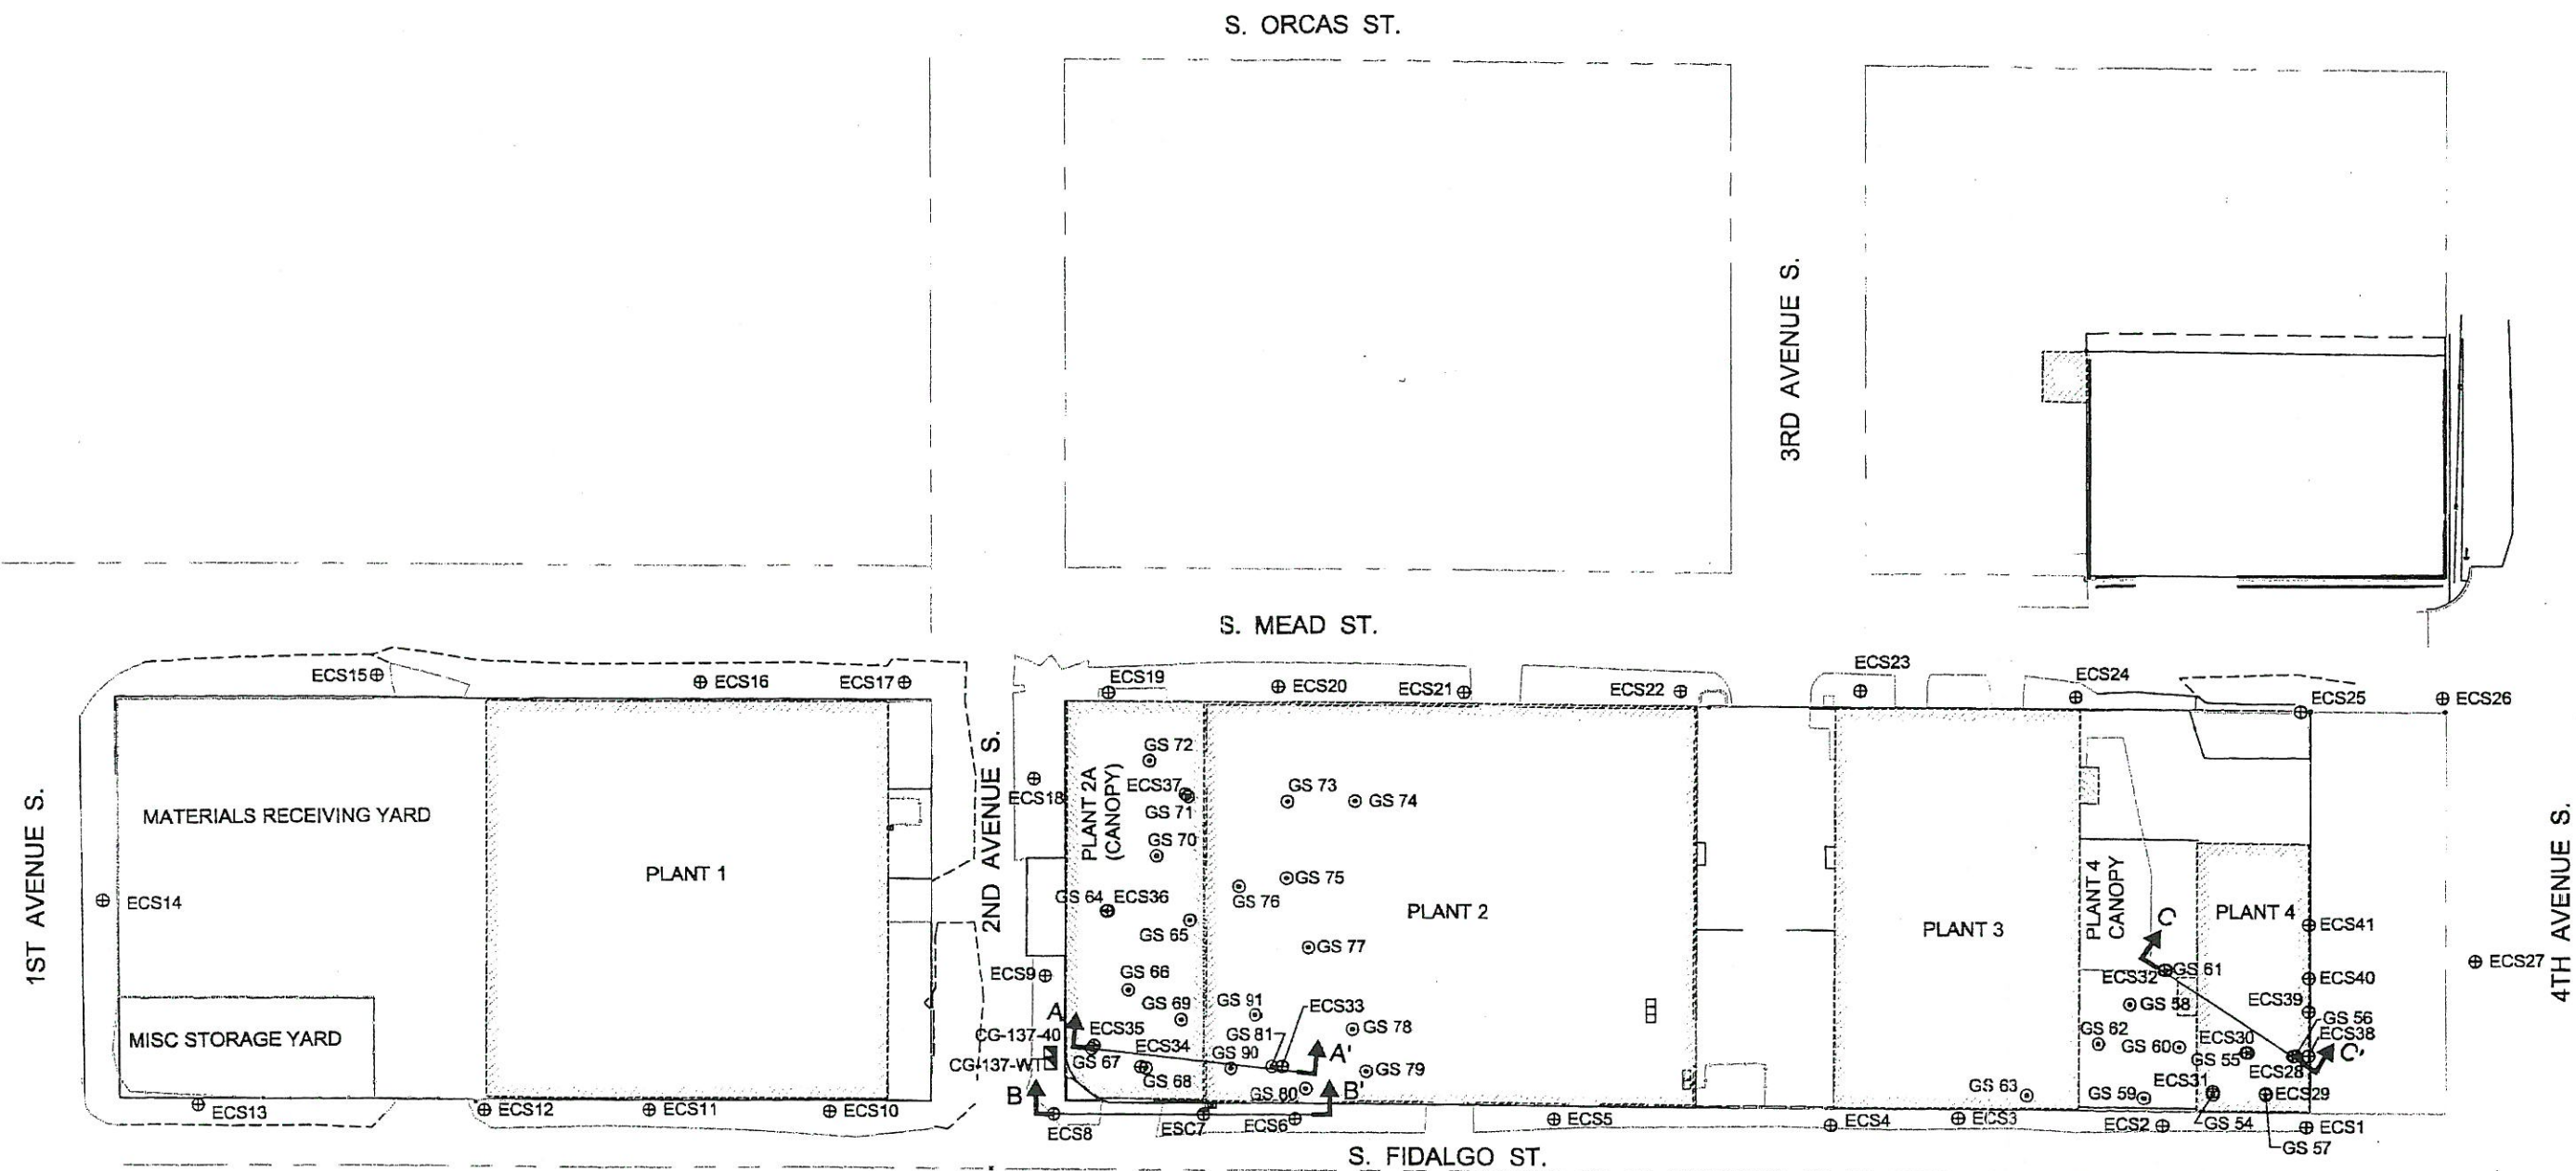 S. ORCAS ST.
3RD AVENUE S.
S. MEAD ST.
ECS15
ECS16
ECS17
ECS19
ECS20
ECS21
ECS22
ECS23
ECS24
ECS25
ECS26
1ST AVENUE S.
MATERIALS RECEIVING YARD
PLANT 1
2ND AVENUE S.
ECS18
PLANT 2A
(CANOPY)
GS 72
ECS37
GS 71
GS 70
GS 73
GS 74
GS 75
GS 76
GS 64
ECS36
GS 65
GS 77
PLANT 2
PLANT 3
PLANT 4
CANOPY
PLANT 4
ECS41
4TH AVENUE S.
ECS14
ECS9
GS 66
GS 69
GS 91
ECS33
GS 81
GS 78
C
ECS32
GS 61
ECS40
ECS27
GS 58
ECS39
GS 56
ECS38
MISC STORAGE YARD
A
CG-137-40
ECS35
ECS34
GS 90
A'
CG-137-WT
GS 67
GS 68
GS 79
GS 62
GS 60
ECS30
GS 55
ECS28
C'
B
GS 80
B'
GS 63
GS 59
ECS31
ECS29
ECS13
ECS12
ECS11
ECS10
ECS8
ESC7
ECS6
ECS5
ECS4
ECS3
ECS2
GS 54
ECS1
GS 57
S. FIDALGO ST.